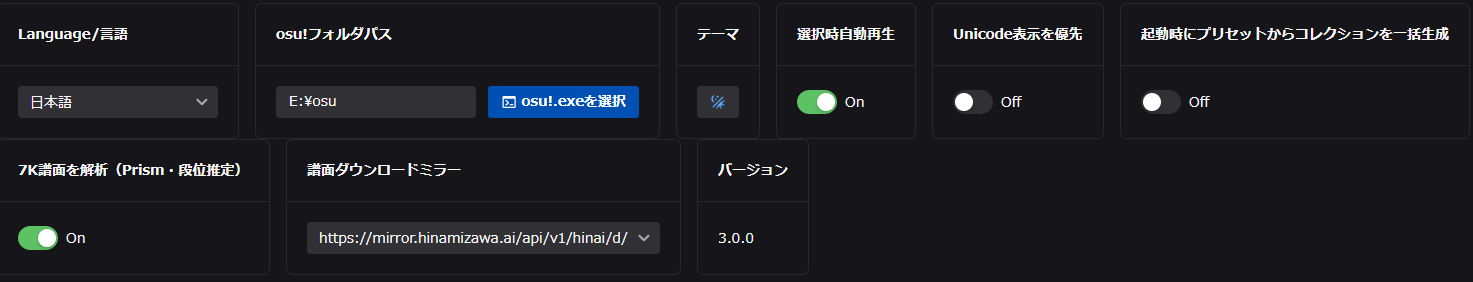 Language/言語
osu!フォルダパス
テーマ
選択時自動再生
Unicode表示を優先
起動時にプリセットからコレクションを一括生成
日本語
E:¥osu
osu!.exeを選択
On
Off
Off
7K譜面を解析（Prism・段位推定）
譜面ダウンロードミラー
バージョン
On
https://mirror.hinamizawa.ai/api/v1/hinai/d/
3.0.0